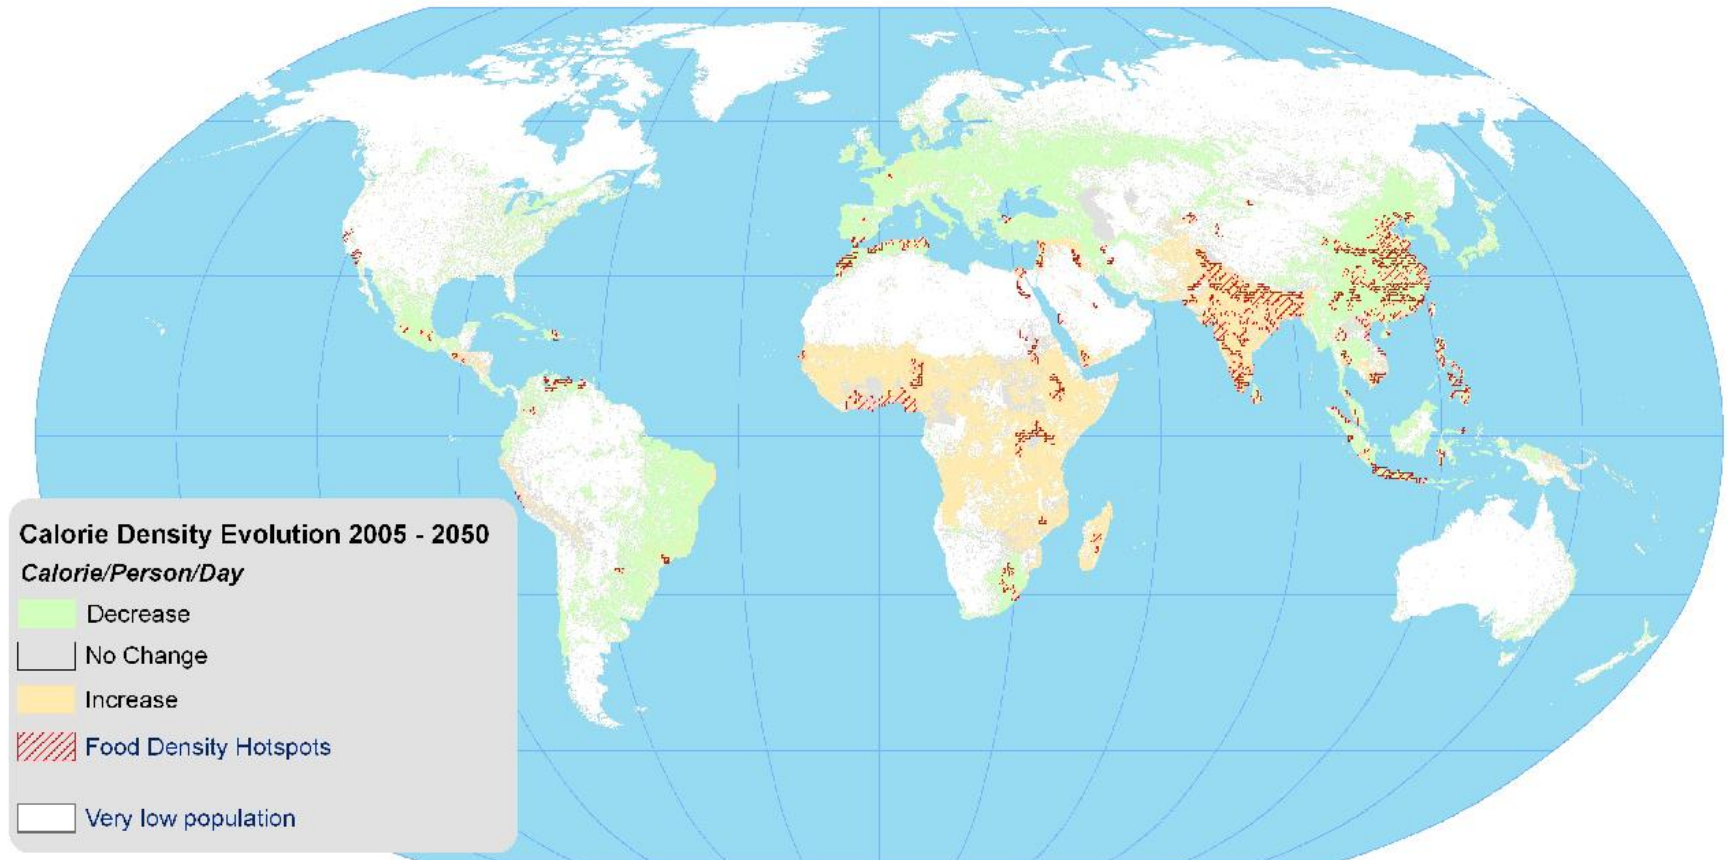 Calorie Density Evolution 2005 - 2050
Calorie/Person/Day
Decrease
No Change
Increase
Food Density Hotspots
Very low population